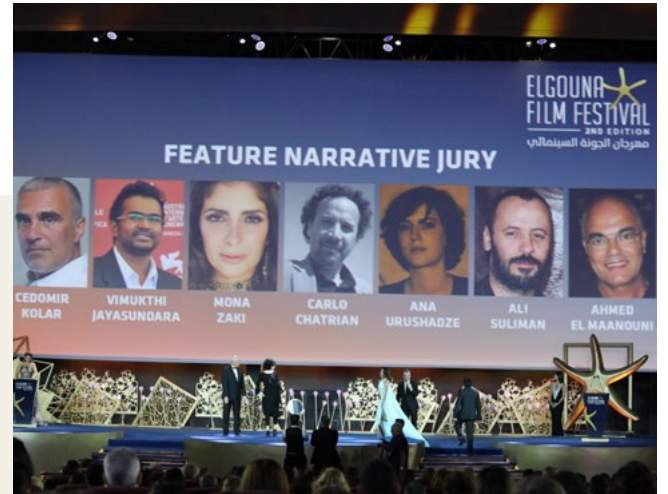 ELGOUNA
FILM FESTIVAL
2ND EDITION
مهرجان الجونة السينمائي
FEATURE NARRATIVE JURY
CEDOMIR
KOLAR
VIMUKTHI
JAYASUNDARA
MONA
ZAKI
CARLO
CHATRIAN
ANA
URUSHADZE
ALI
SULIMAN
AHMED
EL MAANOUNI